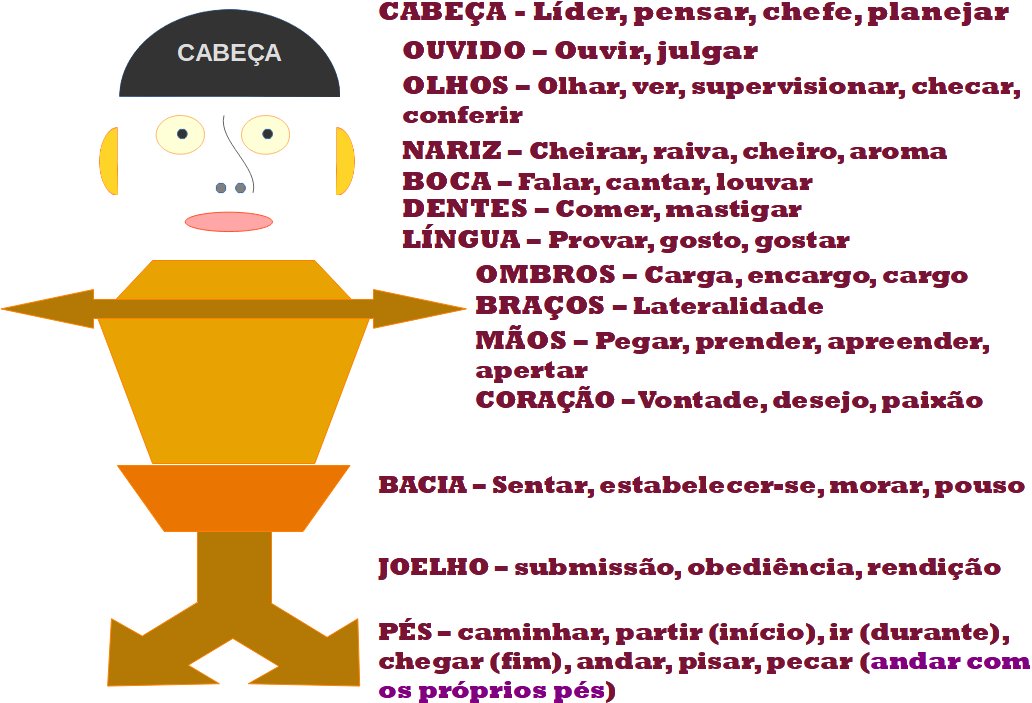 CABEÇA
CABEÇA - Líder, pensar, chefe, planejar
OUVIDO – Ouvir, julgar
OLHOS – Olhar, ver, supervisionar, checar,
conferir
NARIZ – Cheirar, raiva, cheiro, aroma
BOCA – Falar, cantar, louvar
DENTES – Comer, mastigar
LÍNGUA – Provar, gosto, gostar
OMBROS – Carga, encargo, cargo
BRAÇOS – Lateralidade
MÃOS – Pegar, prender, apreender,
apertar
CORAÇÃO – Vontade, desejo, paixão
BACIA – Sentar, estabelecer-se, morar, pouso
JOELHO – submissão, obediência, rendição
PÉS – caminhar, partir (início), ir (durante),
chegar (fim), andar, pisar, pecar (andar com
os próprios pés)